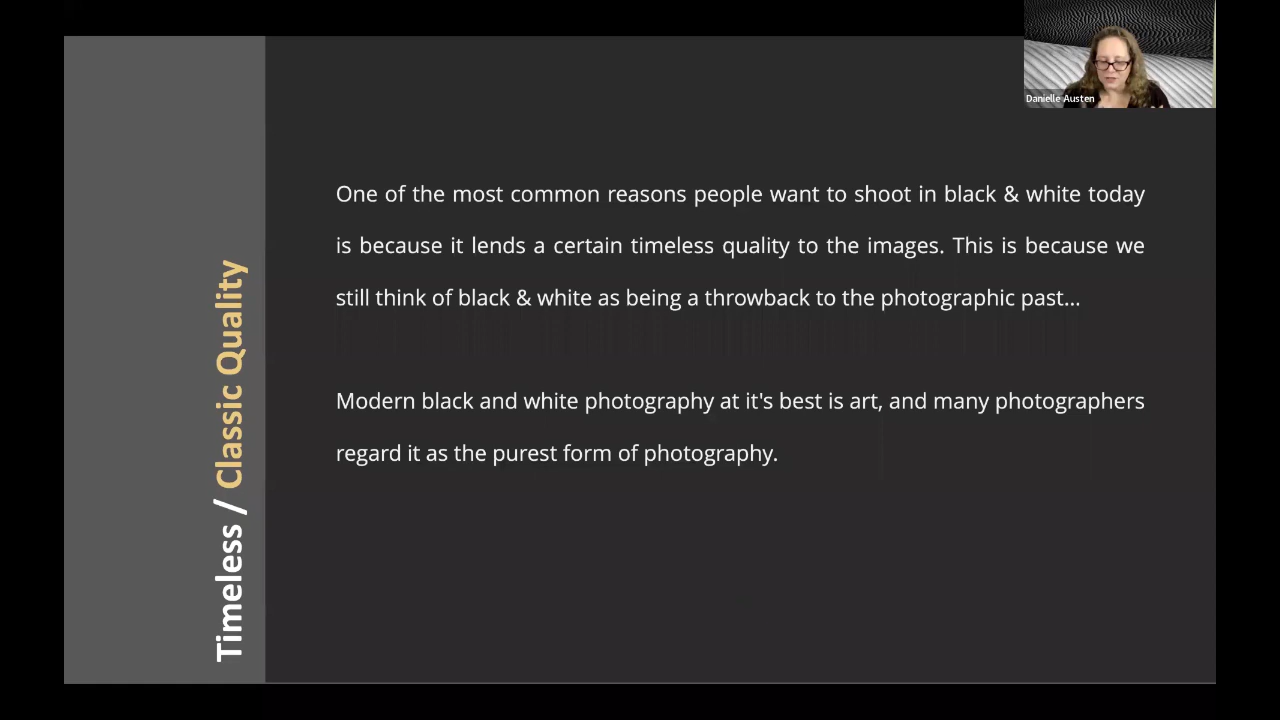 Danielle Austen
Timeless / Classic Quality
One of the most common reasons people want to shoot in black & white today
is because it lends a certain timeless quality to the images. This is because we
still think of black & white as being a throwback to the photographic past...
Modern black and white photography at it's best is art, and many photographers
regard it as the purest form of photography.